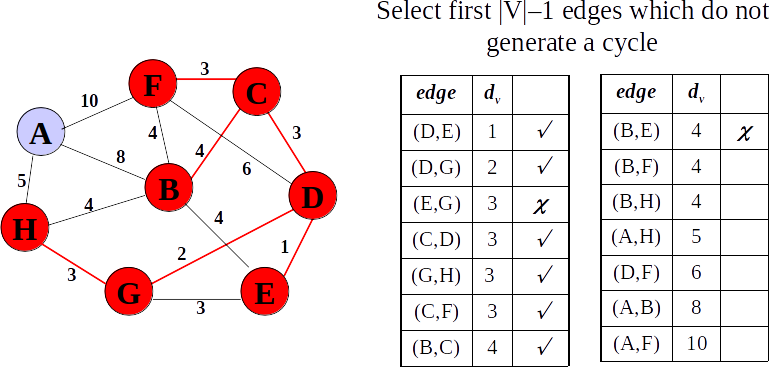 Select first |V|–1 edges which do not
generate a cycle
10
3
F
C
A
4
4
3
8
6
5
B
D
4
4
H
2
1
3
G
E
3
edge dv
(D,E) 1 ✓
(D,G) 2 ✓
(E,G) 3 χ
(C,D) 3 ✓
(G,H) 3 ✓
(C,F) 3 ✓
(B,C) 4 ✓
edge dv
(B,E) 4 χ
(B,F) 4
(B,H) 4
(A,H) 5
(D,F) 6
(A,B) 8
(A,F) 10